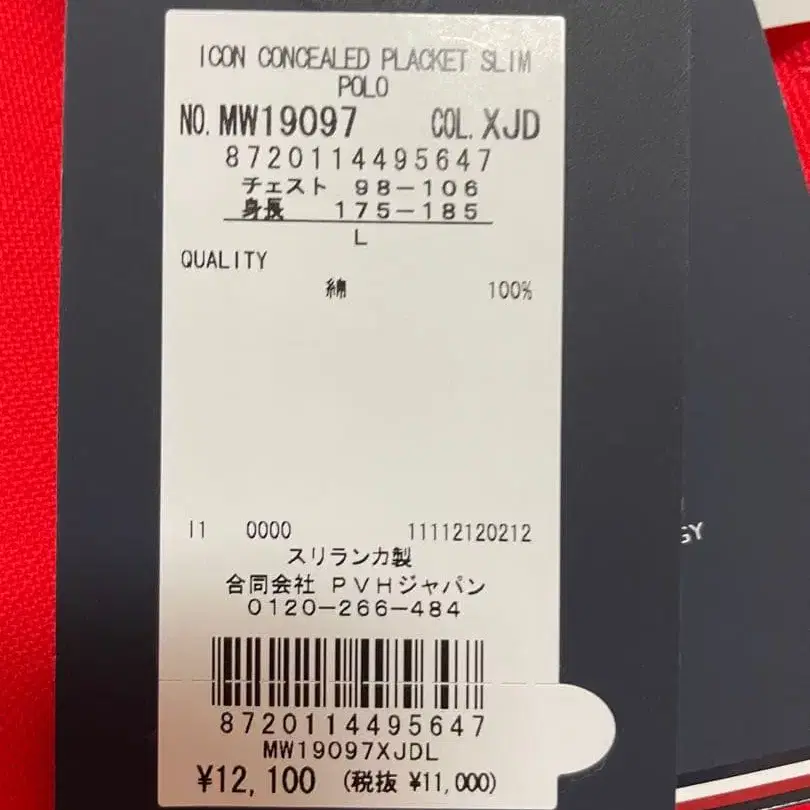 ICON CONCEALED PLACKET SLIM
POLO
NO. MW19097 COL. XJD
8720114495647
チェスト 98-106
身長 175-185
L
QUALITY
綿 100%
I1 0000 11112120212
スリランカ製
合同会社 PVHジャパン
0120-266-484
8720114495647
MW19097XJDL
¥12,100 (税抜 ¥11,000)